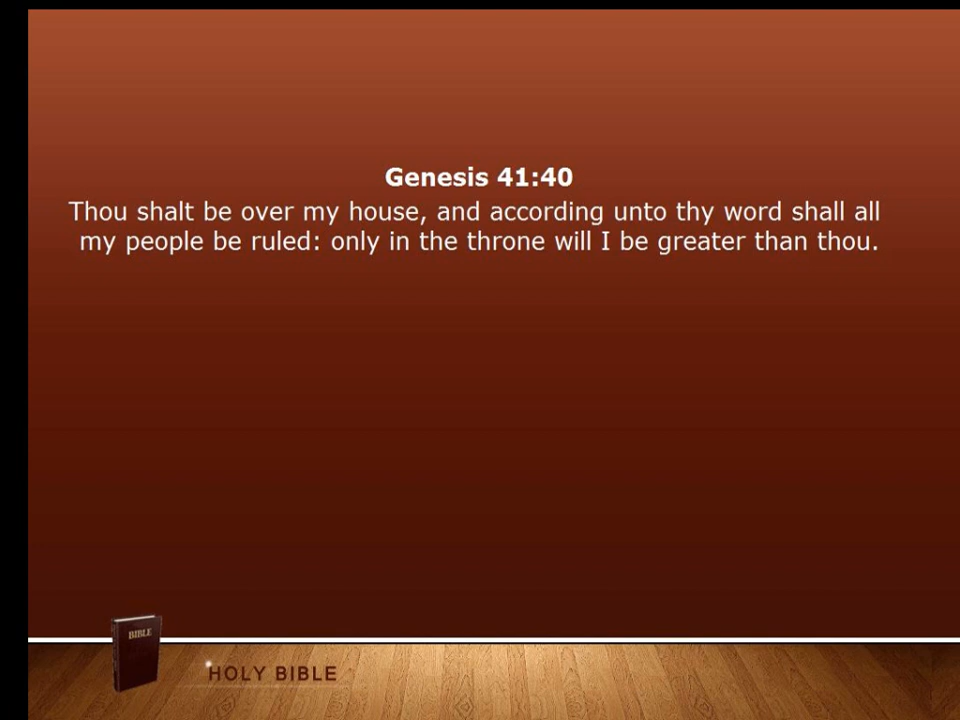 Genesis 41:40
Thou shalt be over my house, and according unto thy word shall all
my people be ruled: only in the throne will I be greater than thou.
BIBLE
HOLY BIBLE